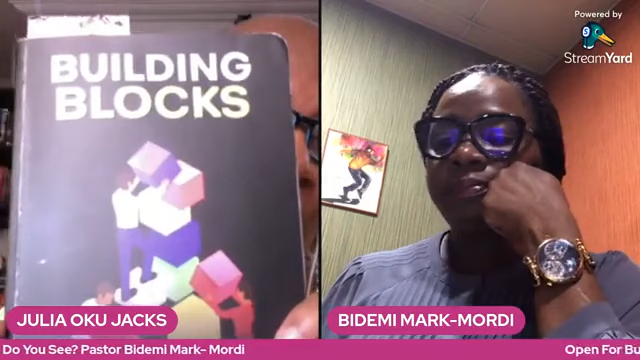 BUILDING
BLOCKS
Powered by
StreamYard
JULIA OKU JACKS
BIDEMI MARK-MORDI
Do You See? Pastor Bidemi Mark- Mordi
Open For Bu